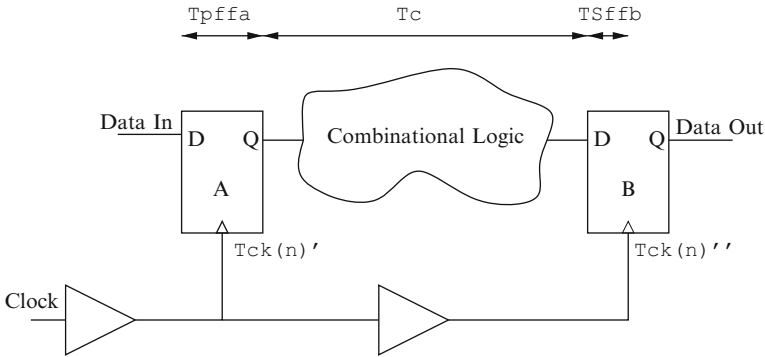 Tpffa Tc TSffb
Data In D Q Combinational Logic D Q Data Out
A B
Tck(n)' Tck(n)''
Clock